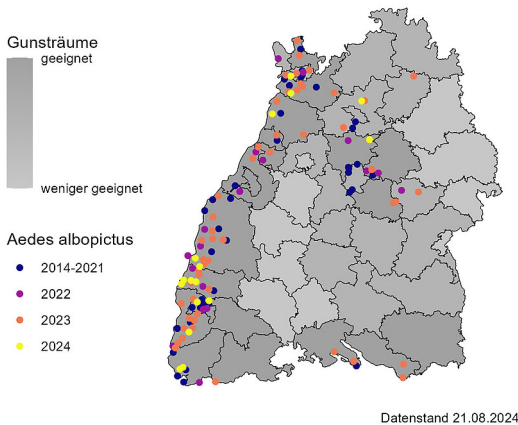 Gunsträume
geeignet
weniger geeignet
Aedes albopictus
2014-2021
2022
2023
2024
Datenstand 21.08.2024